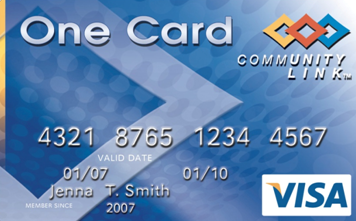 One Card
COMMUNITY
LINK™
4321 8765 1234 4567
VALID DATE
01/07 01/10
Jenna T. Smith
MEMBER SINCE 2007
VISA